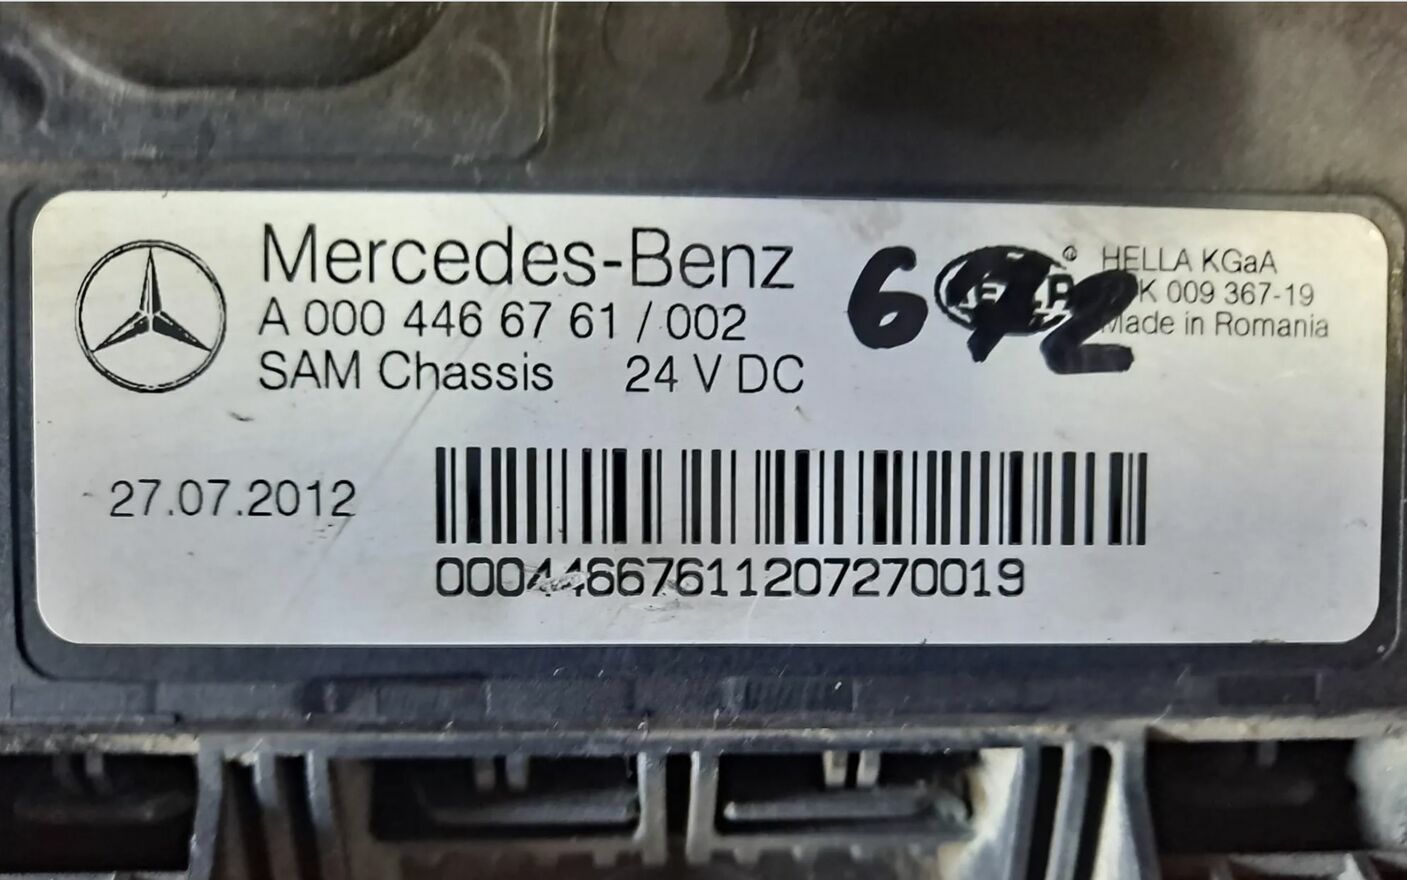 Mercedes-Benz
A 000 446 67 61 / 002
SAM Chassis 24 V DC
672
HELLA KGaA
K 009 367-19
Made in Romania
27.07.2012
00044667611207270019